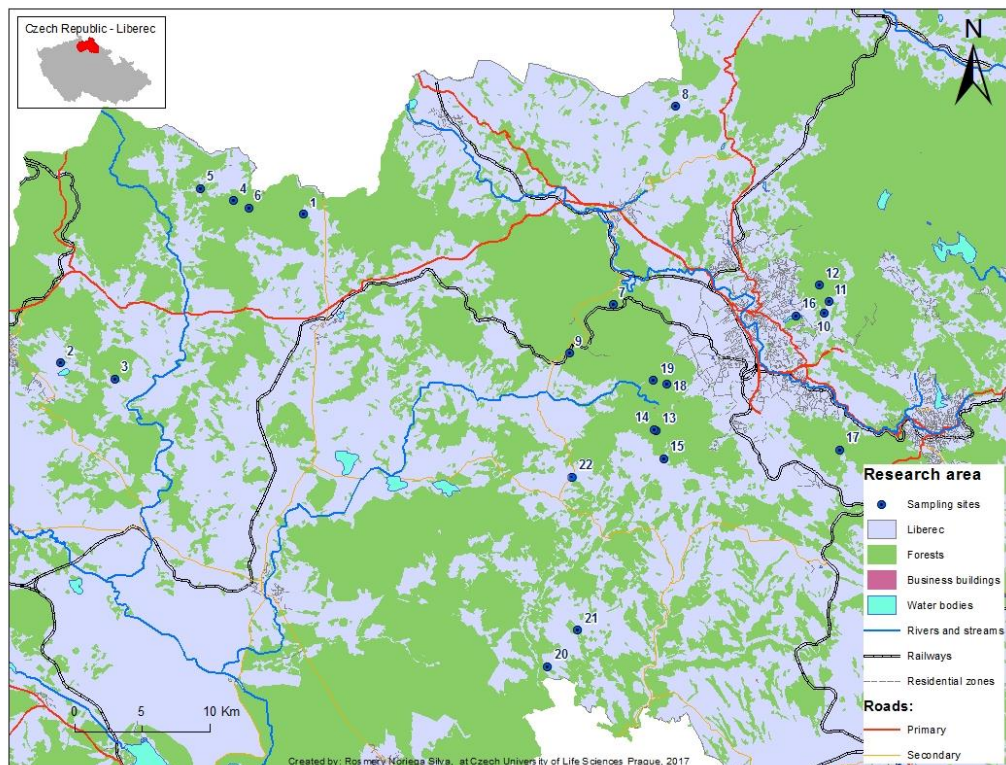 Czech Republic - Liberec
N
8
5
4
6
1
12
11
7
16
10
2
9
3
19
18
14
13
17
15
22
Research area
Sampling sites
Liberec
Forests
Business buildings
Water bodies
Rivers and streams
Railways
Residential zones
Roads:
Primary
Secondary
21
20
0
5
10 Km
Created by: Rosmery Noriega Silva, at Czech University of Life Sciences Prague, 2017